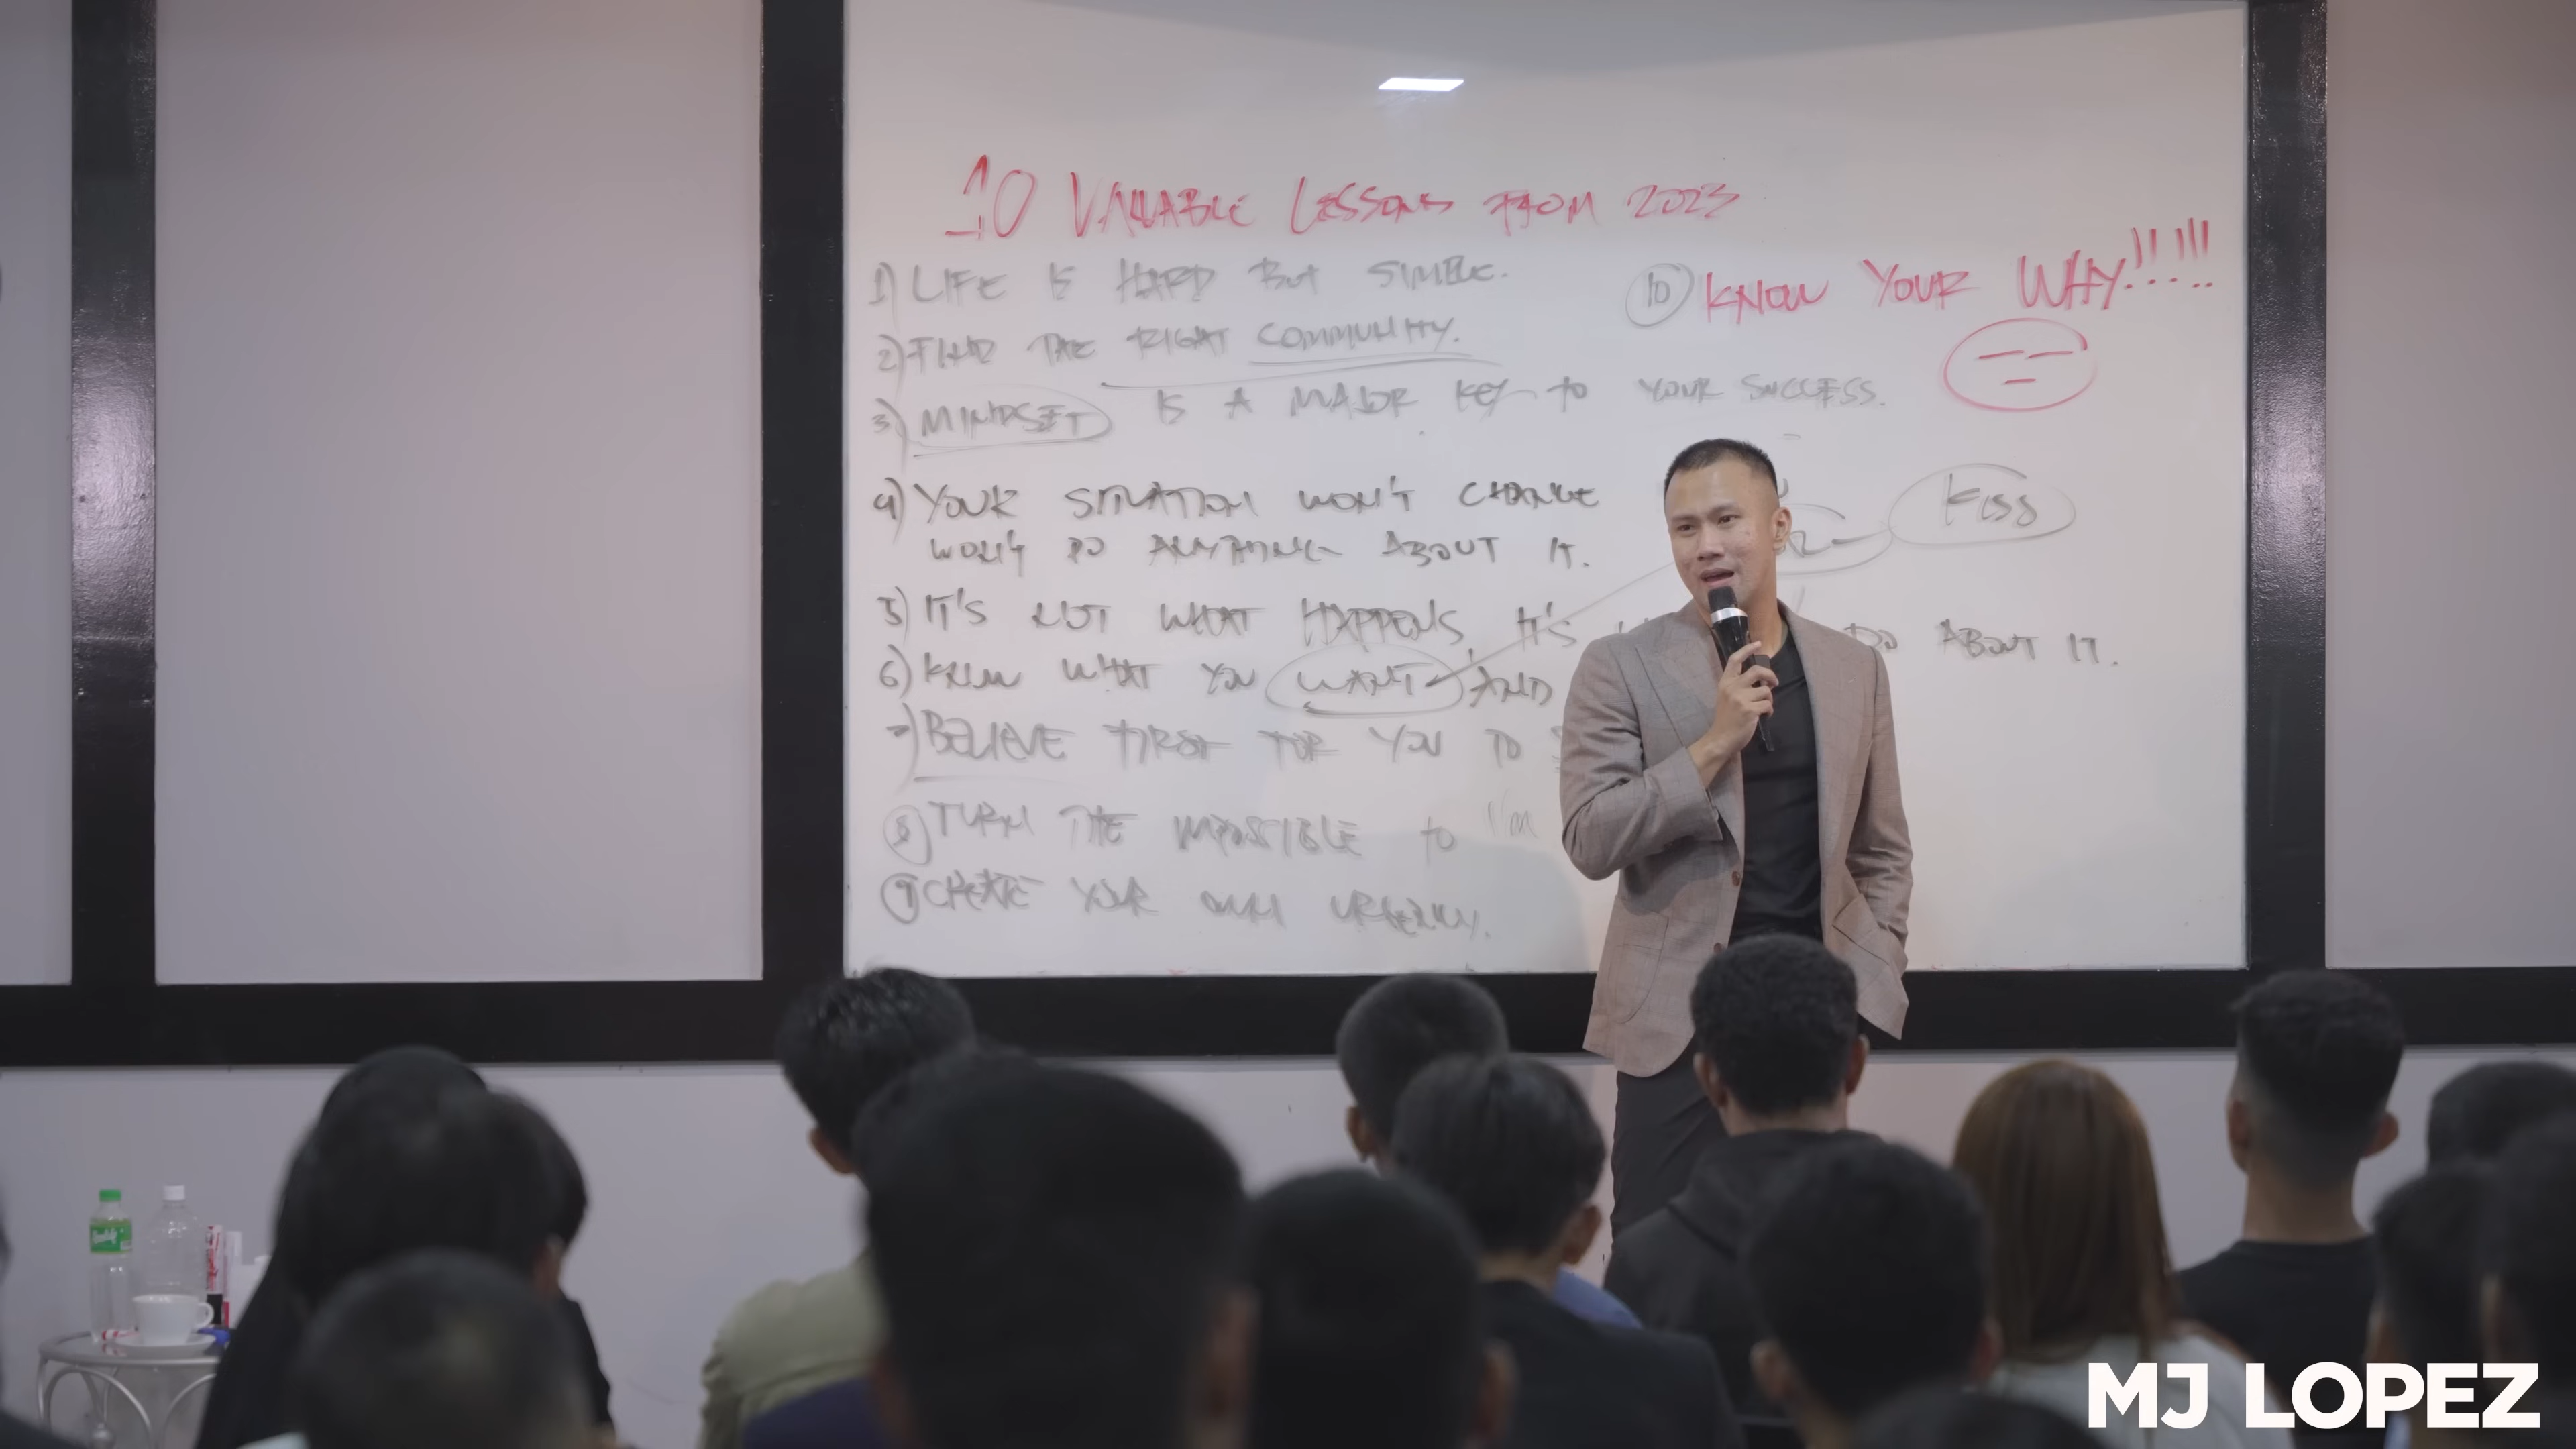 10 VALUABLE LESSONS FROM 2023
1) LIFE IS HARD BUT SIMPLE.
2) FIND THE RIGHT COMMUNITY.
3) MINDSET IS A MAJOR KEY TO YOUR SUCCESS.
4) YOUR SITUATION WON'T CHANGE
WON'T DO ANYTHING ABOUT IT.
5) IT'S NOT WHAT HAPPENS, IT'S DO ABOUT IT.
6) KNOW WHAT YOU WANT AND
7) BELIEVE FIRST FOR YOU TO
8) TURN THE IMPOSSIBLE TO I'm
9) CREATE YOUR OWN URGENCY.
10 KNOW YOUR WHY!!!!!
KISS
MJ LOPEZ